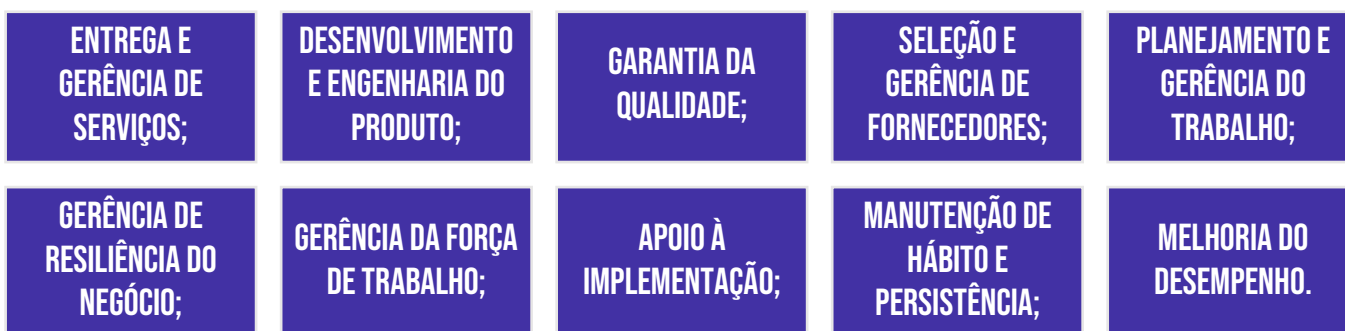 ENTREGA E
GERÊNCIA DE
SERVIÇOS;
DESENVOLVIMENTO
E ENGENHARIA DO
PRODUTO;
GARANTIA DA
QUALIDADE;
SELEÇÃO E
GERÊNCIA DE
FORNECEDORES;
PLANEJAMENTO E
GERÊNCIA DO
TRABALHO;
GERÊNCIA DE
RESILIÊNCIA DO
NEGÓCIO;
GERÊNCIA DA FORÇA
DE TRABALHO;
APOIO À
IMPLEMENTAÇÃO;
MANUTENÇÃO DE
HÁBITO E
PERSISTÊNCIA;
MELHORIA DO
DESEMPENHO.